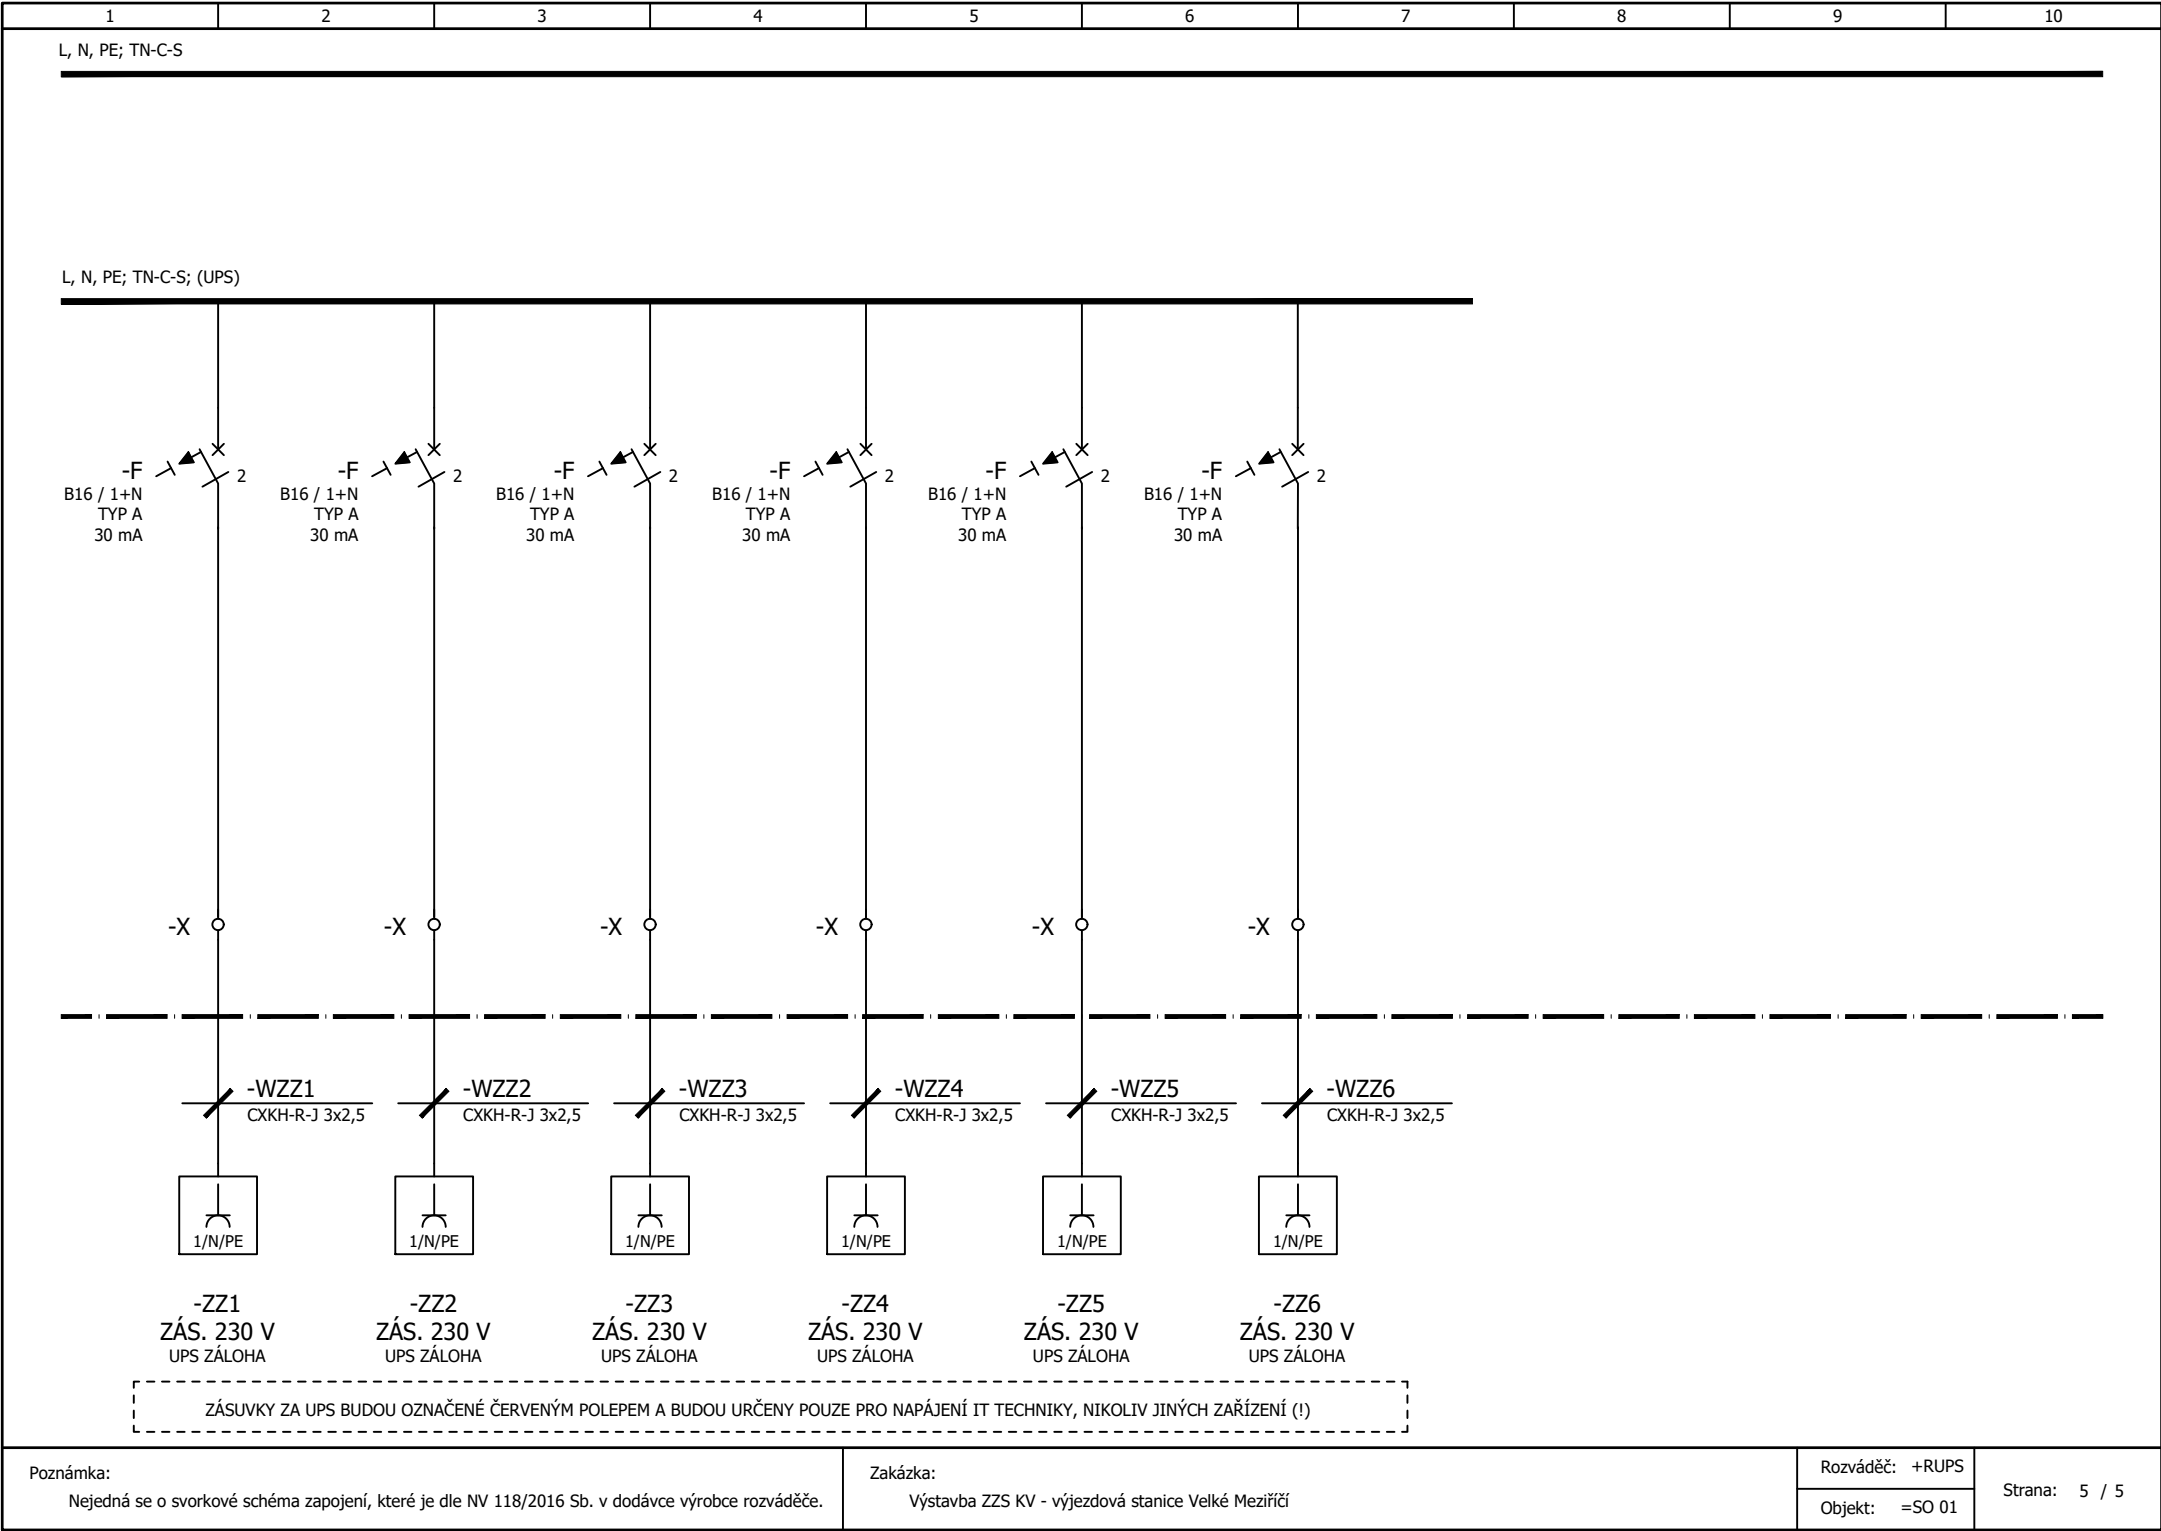 1 2 3 4 5 6 7 8 9 10
L, N, PE; TN-C-S
L, N, PE; TN-C-S; (UPS)
-F 2 -F 2 -F 2 -F 2 -F 2 -F 2
B16 / 1+N B16 / 1+N B16 / 1+N B16 / 1+N B16 / 1+N B16 / 1+N
TYP A TYP A TYP A TYP A TYP A TYP A
30 mA 30 mA 30 mA 30 mA 30 mA 30 mA
-X -X -X -X -X -X
-WZZ1 -WZZ2 -WZZ3 -WZZ4 -WZZ5 -WZZ6
CXKH-R-J 3x2,5 CXKH-R-J 3x2,5 CXKH-R-J 3x2,5 CXKH-R-J 3x2,5 CXKH-R-J 3x2,5 CXKH-R-J 3x2,5
1/N/PE 1/N/PE 1/N/PE 1/N/PE 1/N/PE 1/N/PE
-ZZ1 -ZZ2 -ZZ3 -ZZ4 -ZZ5 -ZZ6
ZÁS. 230 V ZÁS. 230 V ZÁS. 230 V ZÁS. 230 V ZÁS. 230 V ZÁS. 230 V
UPS ZÁLOHA UPS ZÁLOHA UPS ZÁLOHA UPS ZÁLOHA UPS ZÁLOHA UPS ZÁLOHA
ZÁSUVKY ZA UPS BUDOU OZNAČENÉ ČERVENÝM POLEPEM A BUDOU URČENY POUZE PRO NAPÁJENÍ IT TECHNIKY, NIKOLIV JINÝCH ZAŘÍZENÍ (!)
Poznámka:
Nejedná se o svorkové schéma zapojení, které je dle NV 118/2016 Sb. v dodávce výrobce rozváděče.
Zakázka:
Výstavba ZZS KV - výjezdová stanice Velké Meziříčí
Rozváděč: +RUPS
Objekt: =SO 01
Strana: 5 / 5